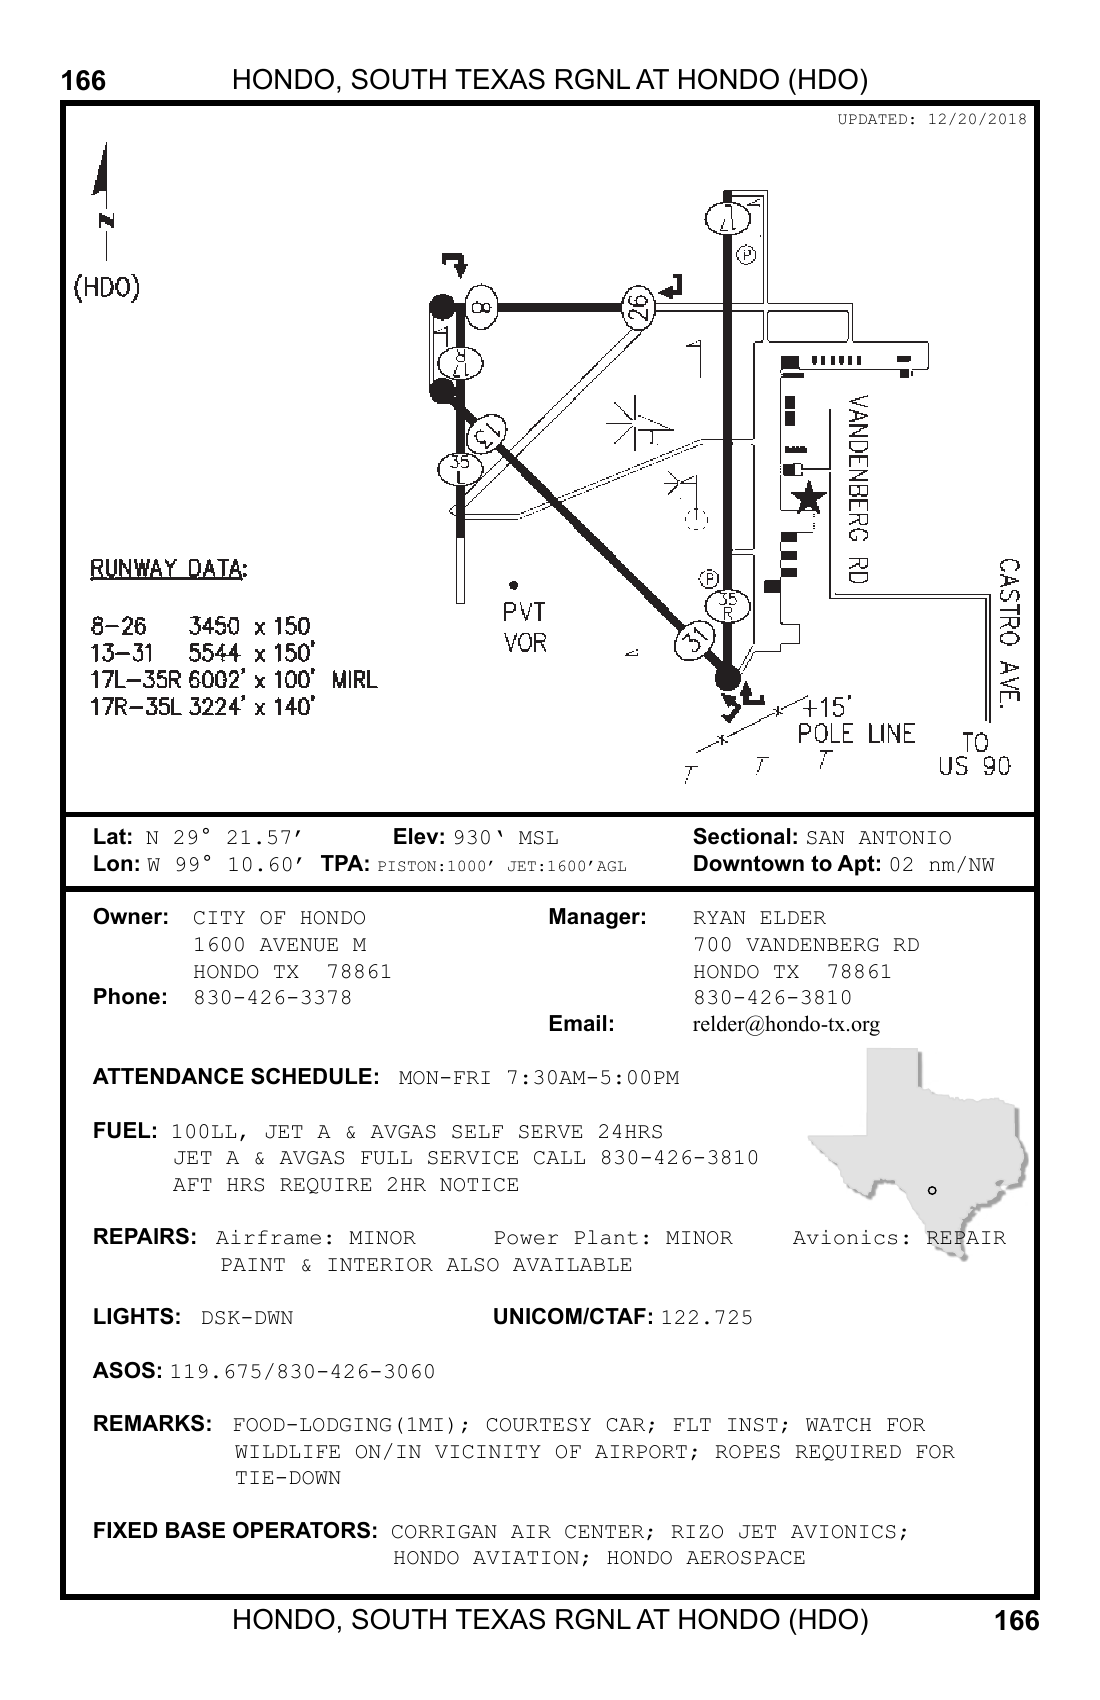 166 HONDO, SOUTH TEXAS RGNL AT HONDO (HDO)
UPDATED: 12/20/2018
N
(HDO)
17
P
8
26
17
R
13
35
L
VANDENBERG RD
CASTRO AVE.
RUNWAY DATA:
8-26 3450 x 150
13-31 5544 x 150'
17L-35R 6002' x 100' MIRL
17R-35L 3224' x 140'
PVT
VOR
P
35
R
31
+15'
POLE LINE
TO
US 90
T T T
Lat: N 29° 21.57’ Elev: 930‘ MSL Sectional: SAN ANTONIO
Lon: W 99° 10.60’ TPA: PISTON:1000’ JET:1600’AGL Downtown to Apt: 02 nm/NW
Owner: CITY OF HONDO Manager: RYAN ELDER
1600 AVENUE M 700 VANDENBERG RD
HONDO TX 78861 HONDO TX 78861
Phone: 830-426-3378 830-426-3810
Email: relder@hondo-tx.org
ATTENDANCE SCHEDULE: MON-FRI 7:30AM-5:00PM
FUEL: 100LL, JET A & AVGAS SELF SERVE 24HRS
JET A & AVGAS FULL SERVICE CALL 830-426-3810
AFT HRS REQUIRE 2HR NOTICE
REPAIRS: Airframe: MINOR Power Plant: MINOR Avionics: REPAIR
PAINT & INTERIOR ALSO AVAILABLE
LIGHTS: DSK-DWN UNICOM/CTAF: 122.725
ASOS: 119.675/830-426-3060
REMARKS: FOOD-LODGING(1MI); COURTESY CAR; FLT INST; WATCH FOR
WILDLIFE ON/IN VICINITY OF AIRPORT; ROPES REQUIRED FOR
TIE-DOWN
FIXED BASE OPERATORS: CORRIGAN AIR CENTER; RIZO JET AVIONICS;
HONDO AVIATION; HONDO AEROSPACE
HONDO, SOUTH TEXAS RGNL AT HONDO (HDO) 166